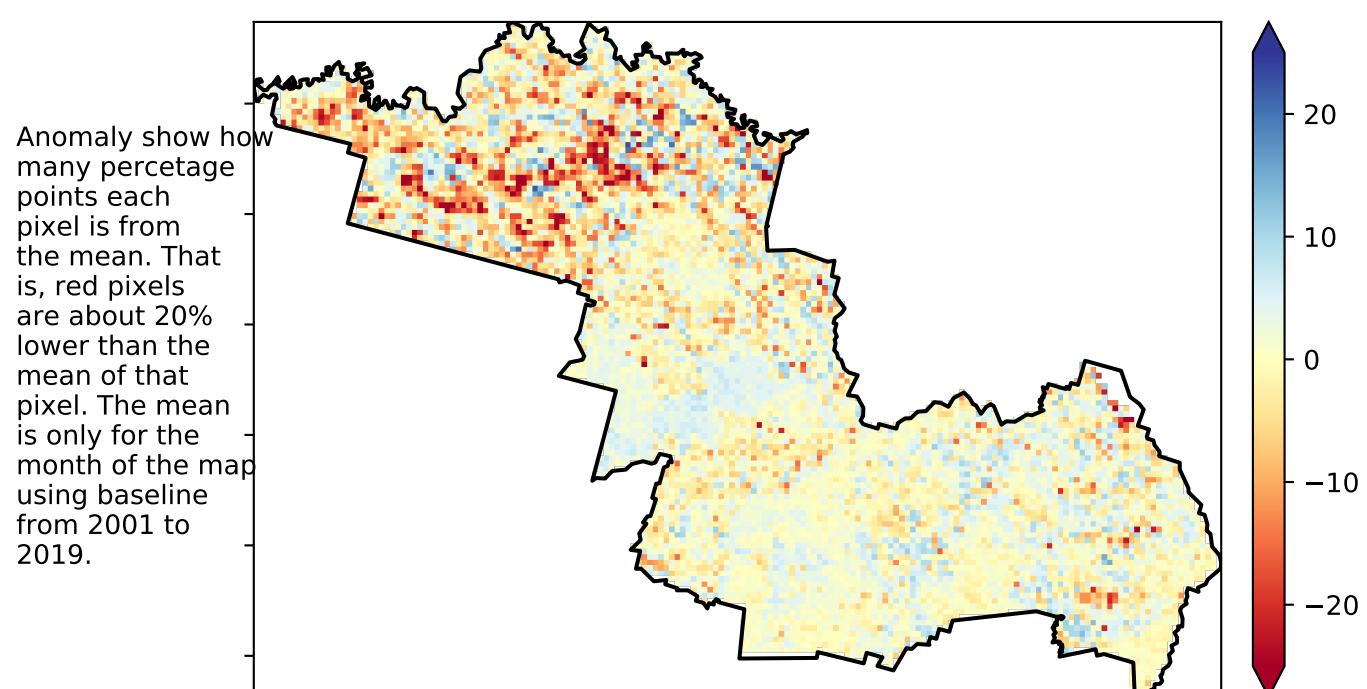 Anomaly show how
many percetage
points each
pixel is from
the mean. That
is, red pixels
are about 20%
lower than the
mean of that
pixel. The mean
is only for the
month of the map
using baseline
from 2001 to
2019.
20
10
0
−10
−20